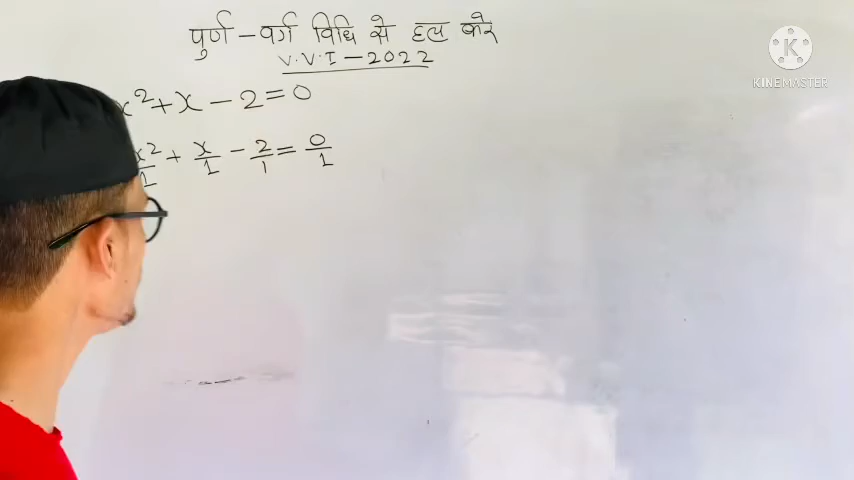 पुर्ण - वर्ग विधि से हल करे
V.V.I - 2022
x² + x - 2 = 0
x²/1 + x/1 - 2/1 = 0/1
KINEMASTER